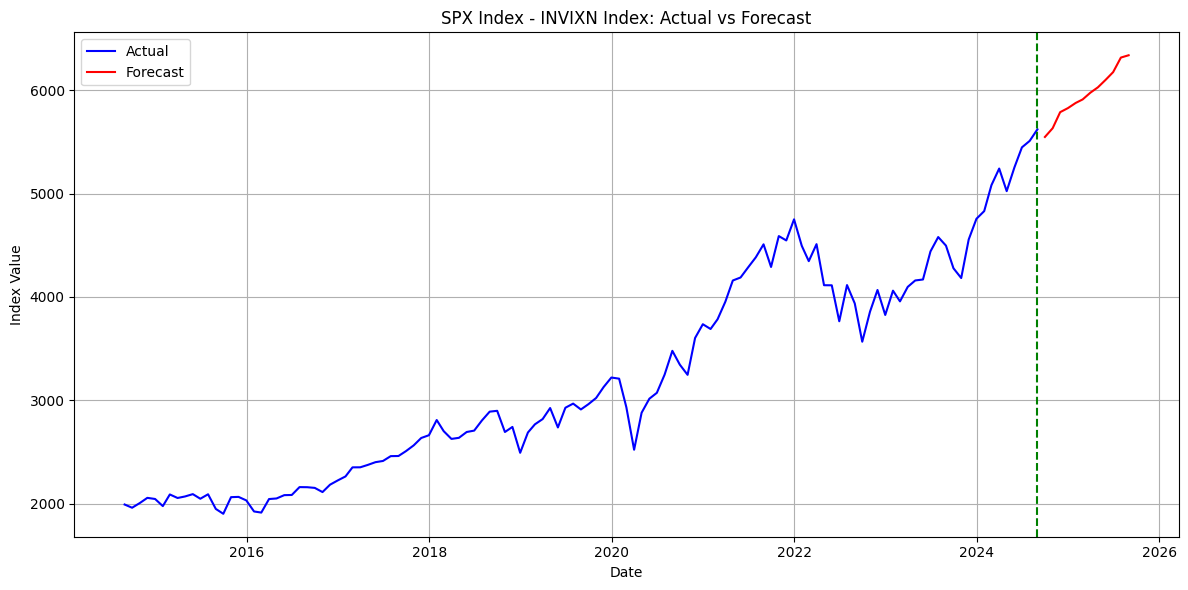 SPX Index - INVIXN Index: Actual vs Forecast
Actual
Forecast
Index Value
6000
5000
4000
3000
2000
2016
2018
2020
2022
2024
2026
Date